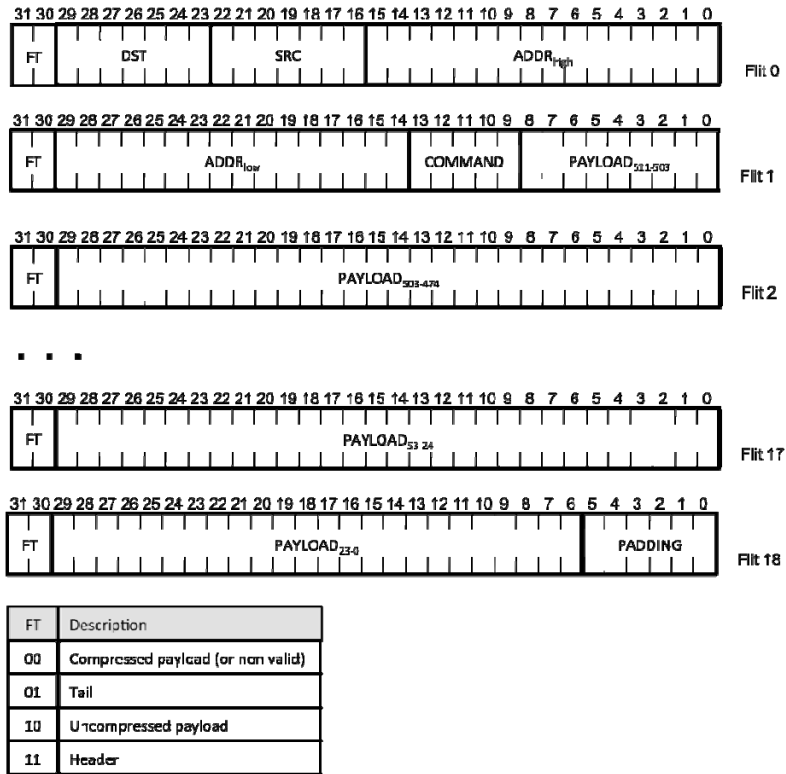 31 30 29 28 27 26 25 24 23 22 21 20 19 18 17 16 15 14 13 12 11 10 9 8 7 6 5 4 3 2 1 0
FT DST SRC ADDRhigh Flit 0
31 30 29 28 27 26 25 24 23 22 21 20 19 18 17 16 15 14 13 12 11 10 9 8 7 6 5 4 3 2 1 0
FT ADDRlow COMMAND PAYLOAD511-503 Flit 1
31 30 29 28 27 26 25 24 23 22 21 20 19 18 17 16 15 14 13 12 11 10 9 8 7 6 5 4 3 2 1 0
FT PAYLOAD503-474 Flit 2
. . .
31 30 29 28 27 26 25 24 23 22 21 20 19 18 17 16 15 14 13 12 11 10 9 8 7 6 5 4 3 2 1 0
FT PAYLOAD53-24 Flit 17
31 30 29 28 27 26 25 24 23 22 21 20 19 18 17 16 15 14 13 12 11 10 9 8 7 6 5 4 3 2 1 0
FT PAYLOAD23-0 PADDING Flit 18
FT Description
00 Compressed payload (or non valid)
01 Tail
10 Uncompressed payload
11 Header